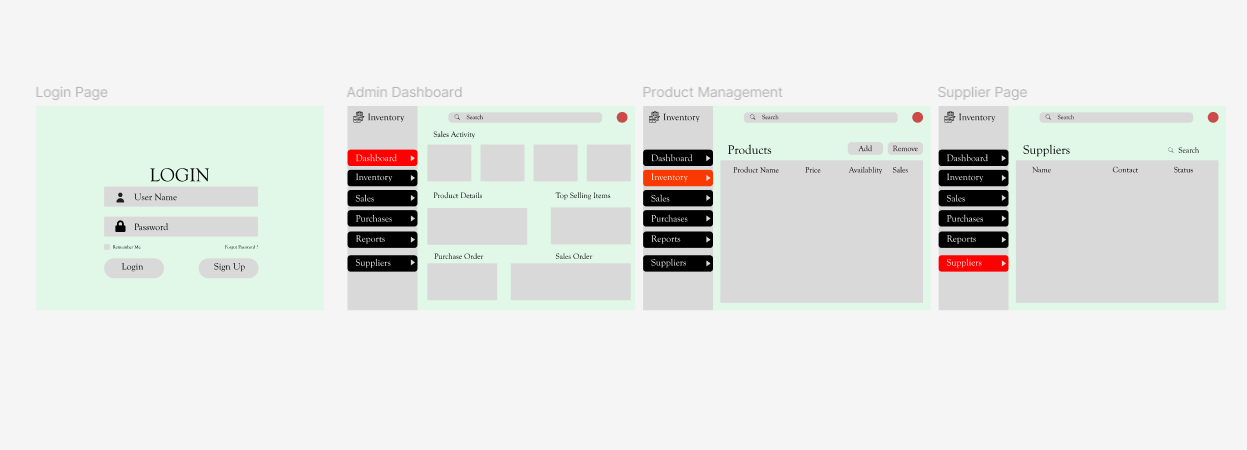 Login Page
LOGIN
User Name
Password
Remember Me
Forgot Password ?
Login
Sign Up
Admin Dashboard
Inventory
Search
Dashboard
Inventory
Sales
Purchases
Reports
Suppliers
Sales Activity
Product Details
Top Selling Items
Purchase Order
Sales Order
Product Management
Inventory
Search
Dashboard
Inventory
Sales
Purchases
Reports
Suppliers
Products
Add
Remove
Product Name
Price
Availablity
Sales
Supplier Page
Inventory
Search
Dashboard
Inventory
Sales
Purchases
Reports
Suppliers
Suppliers
Search
Name
Contact
Status